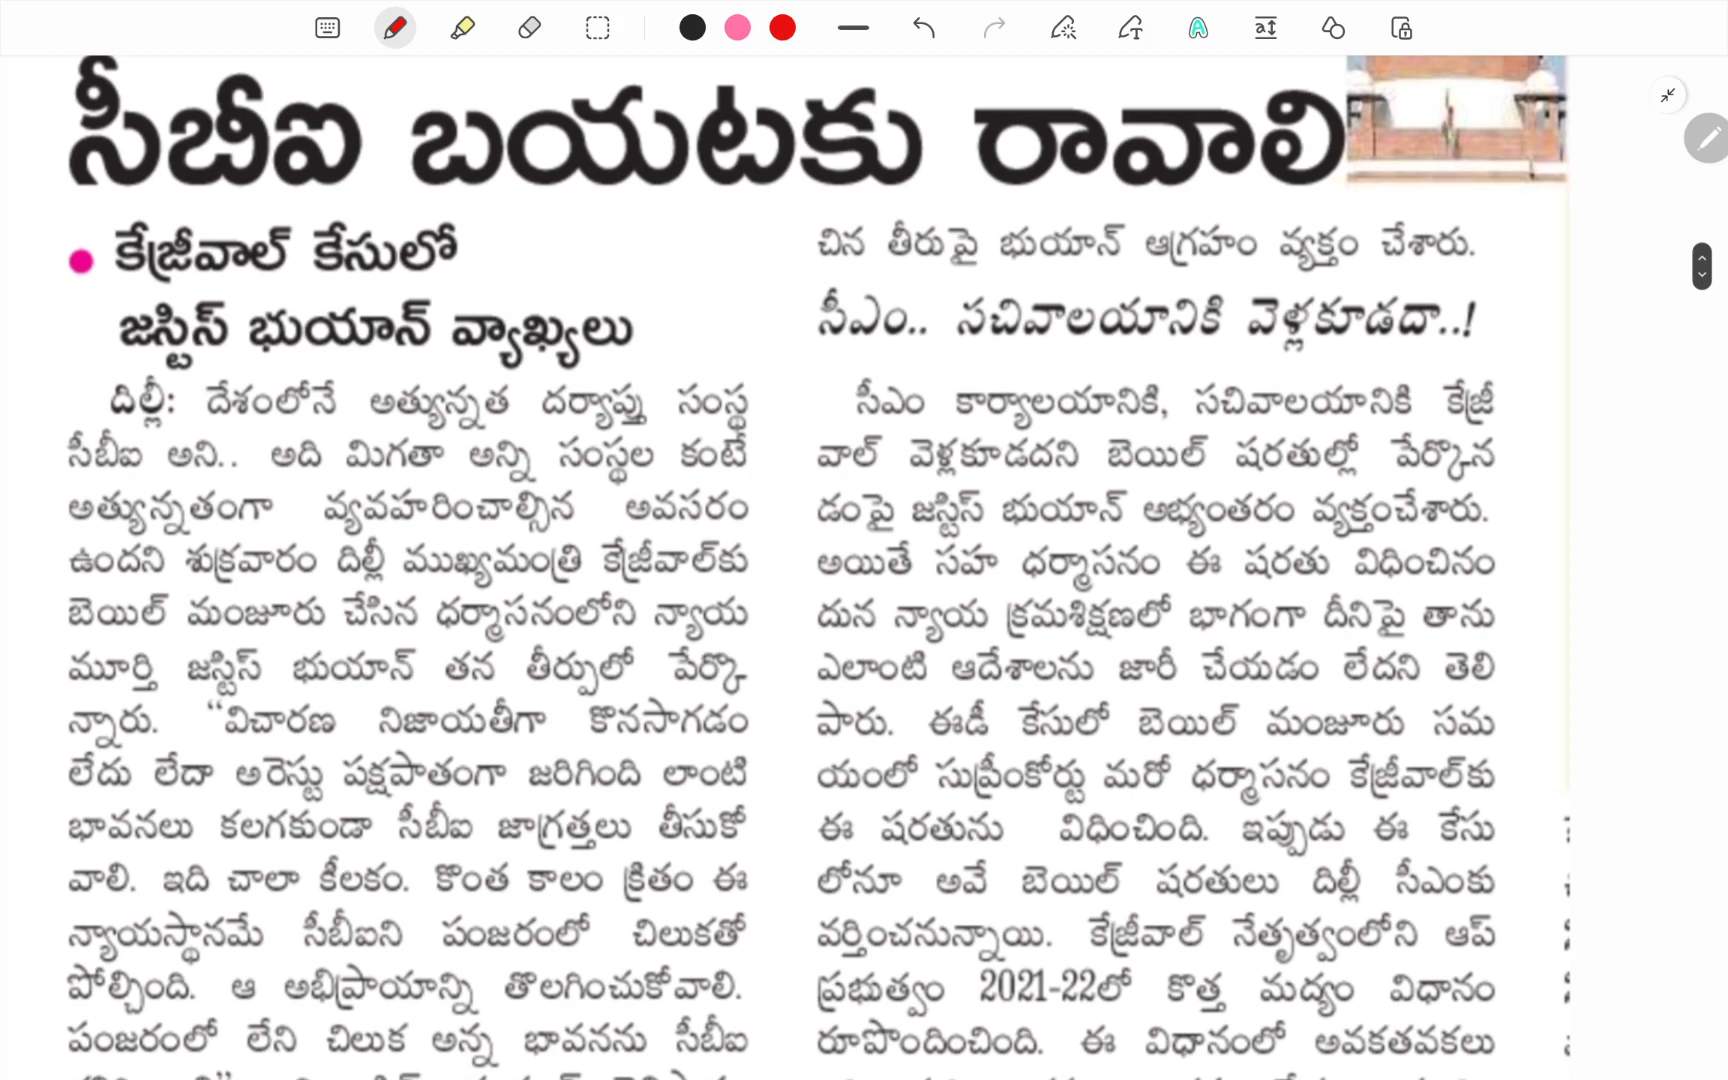 సీబీఐ బయటకు రావాలి
కేజ్రీవాల్ కేసులో
జస్టిస్ భుయాన్ వ్యాఖ్యలు
దిల్లీ: దేశంలోనే అత్యున్నత దర్యాప్తు సంస్థ
సీబీఐ అని.. అది మిగతా అన్ని సంస్థల కంటే
అత్యున్నతంగా వ్యవహరించాల్సిన అవసరం
ఉందని శుక్రవారం దిల్లీ ముఖ్యమంత్రి కేజ్రీవాల్‌కు
బెయిల్ మంజూరు చేసిన ధర్మాసనంలోని న్యాయ
మూర్తి జస్టిస్ భుయాన్ తన తీర్పులో పేర్కొ
న్నారు. “విచారణ నిజాయతీగా కొనసాగడం
లేదు లేదా అరెస్టు పక్షపాతంగా జరిగింది లాంటి
భావనలు కలగకుండా సీబీఐ జాగ్రత్తలు తీసుకో
వాలి. ఇది చాలా కీలకం. కొంత కాలం క్రితం ఈ
న్యాయస్థానమే సీబీఐని పంజరంలో చిలుకతో
పోల్చింది. ఆ అభిప్రాయాన్ని తొలగించుకోవాలి.
పంజరంలో లేని చిలుక అన్న భావనను సీబీఐ
చిన తీరుపై భుయాన్ ఆగ్రహం వ్యక్తం చేశారు.
సీఎం.. సచివాలయానికి వెళ్లకూడదా..!
సీఎం కార్యాలయానికి, సచివాలయానికి కేజ్రీ
వాల్ వెళ్లకూడదని బెయిల్ షరతుల్లో పేర్కొన
డంపై జస్టిస్ భుయాన్ అభ్యంతరం వ్యక్తంచేశారు.
అయితే సహ ధర్మాసనం ఈ షరతు విధించినం
దున న్యాయ క్రమశిక్షణలో భాగంగా దీనిపై తాను
ఎలాంటి ఆదేశాలను జారీ చేయడం లేదని తెలి
పారు. ఈడీ కేసులో బెయిల్ మంజూరు సమ
యంలో సుప్రీంకోర్టు మరో ధర్మాసనం కేజ్రీవాల్‌కు
ఈ షరతును విధించింది. ఇప్పుడు ఈ కేసు
లోనూ అవే బెయిల్ షరతులు దిల్లీ సీఎంకు
వర్తించనున్నాయి. కేజ్రీవాల్ నేతృత్వంలోని ఆప్
ప్రభుత్వం 2021-22లో కొత్త మద్యం విధానం
రూపొందించింది. ఈ విధానంలో అవకతవకలు